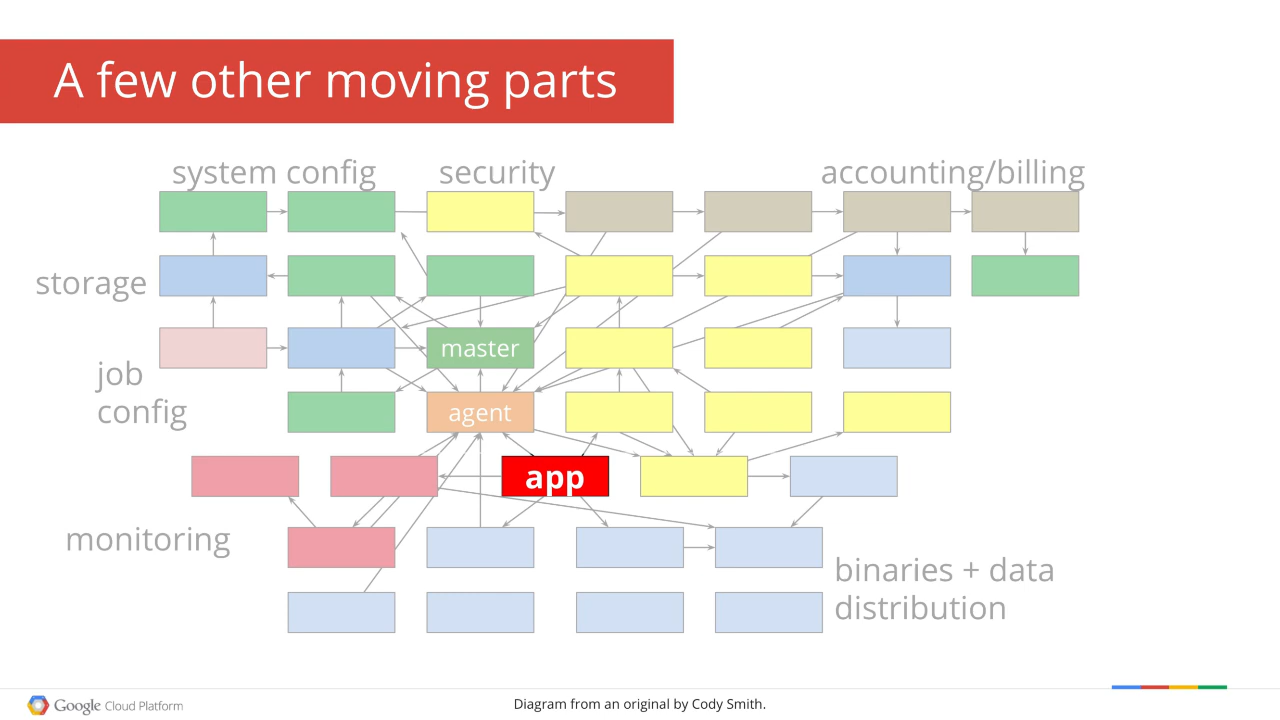 A few other moving parts
system config
security
accounting/billing
storage
master
job
config
agent
app
monitoring
binaries + data
distribution
Google Cloud Platform
Diagram from an original by Cody Smith.